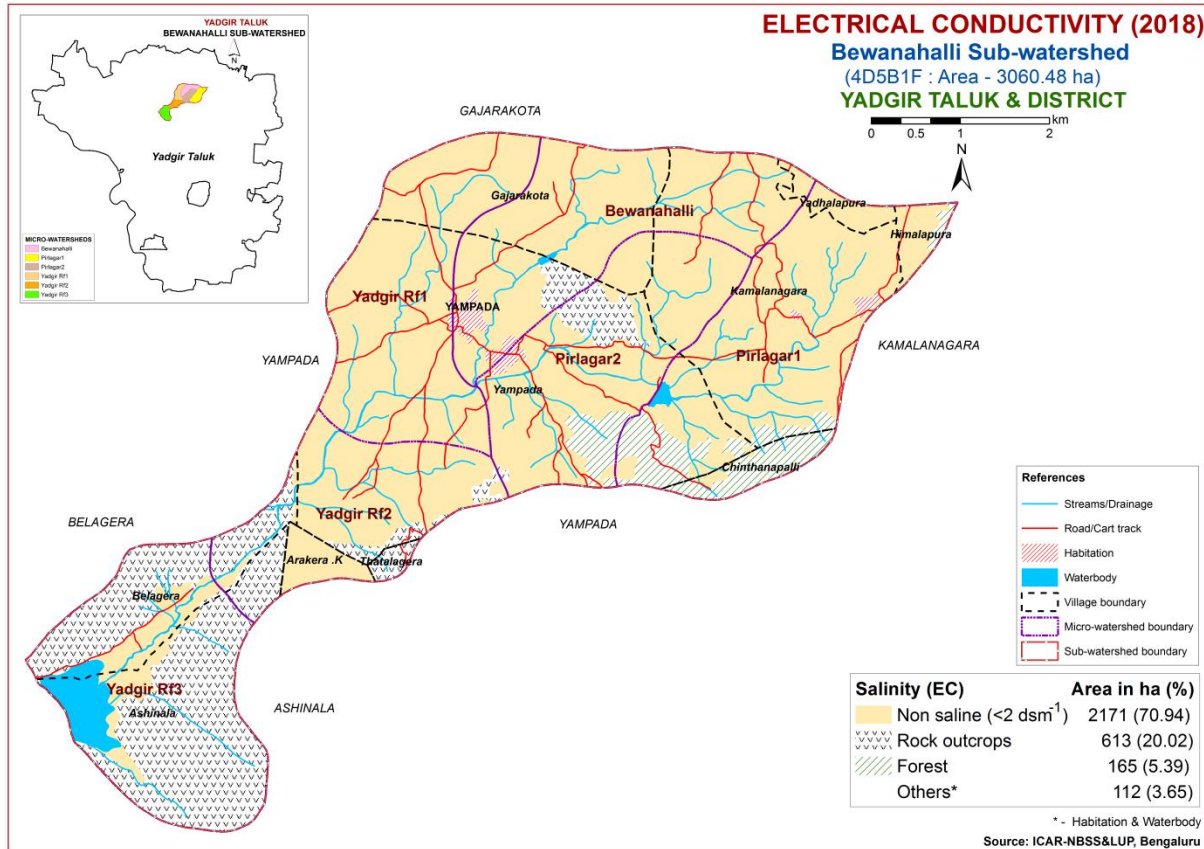 YADGIR TALUK
BEWANAHALLI SUB-WATERSHED
N
Yadgir Taluk
MICRO-WATERSHEDS
Bewanahalli
Pirlagar1
Pirlagar2
Yadgir Rf1
Yadgir Rf2
Yadgir Rf3
ELECTRICAL CONDUCTIVITY (2018)
Bewanahalli Sub-watershed
(4D5B1F : Area - 3060.48 ha)
YADGIR TALUK & DISTRICT
km
0 0.5 1 2
N
GAJARAKOTA
Gajarakota
Yadhalapura
Bewanahalli
Himalapura
Kamalanagara
Yadgir Rf1
YAMPADA
KAMALANAGARA
YAMPADA
Pirlagar2
Pirlagar1
Yampada
Chinthanapalli
Yadgir Rf2
BELAGERA
YAMPADA
Arakera .K
Thatalagera
Belagera
Yadgir Rf3
Ashinala
ASHINALA
References
Streams/Drainage
Road/Cart track
Habitation
Waterbody
Village boundary
Micro-watershed boundary
Sub-watershed boundary
Salinity (EC) Area in ha (%)
Non saline (<2 dsm⁻¹) 2171 (70.94)
Rock outcrops 613 (20.02)
Forest 165 (5.39)
Others* 112 (3.65)
* - Habitation & Waterbody
Source: ICAR-NBSS&LUP, Bengaluru